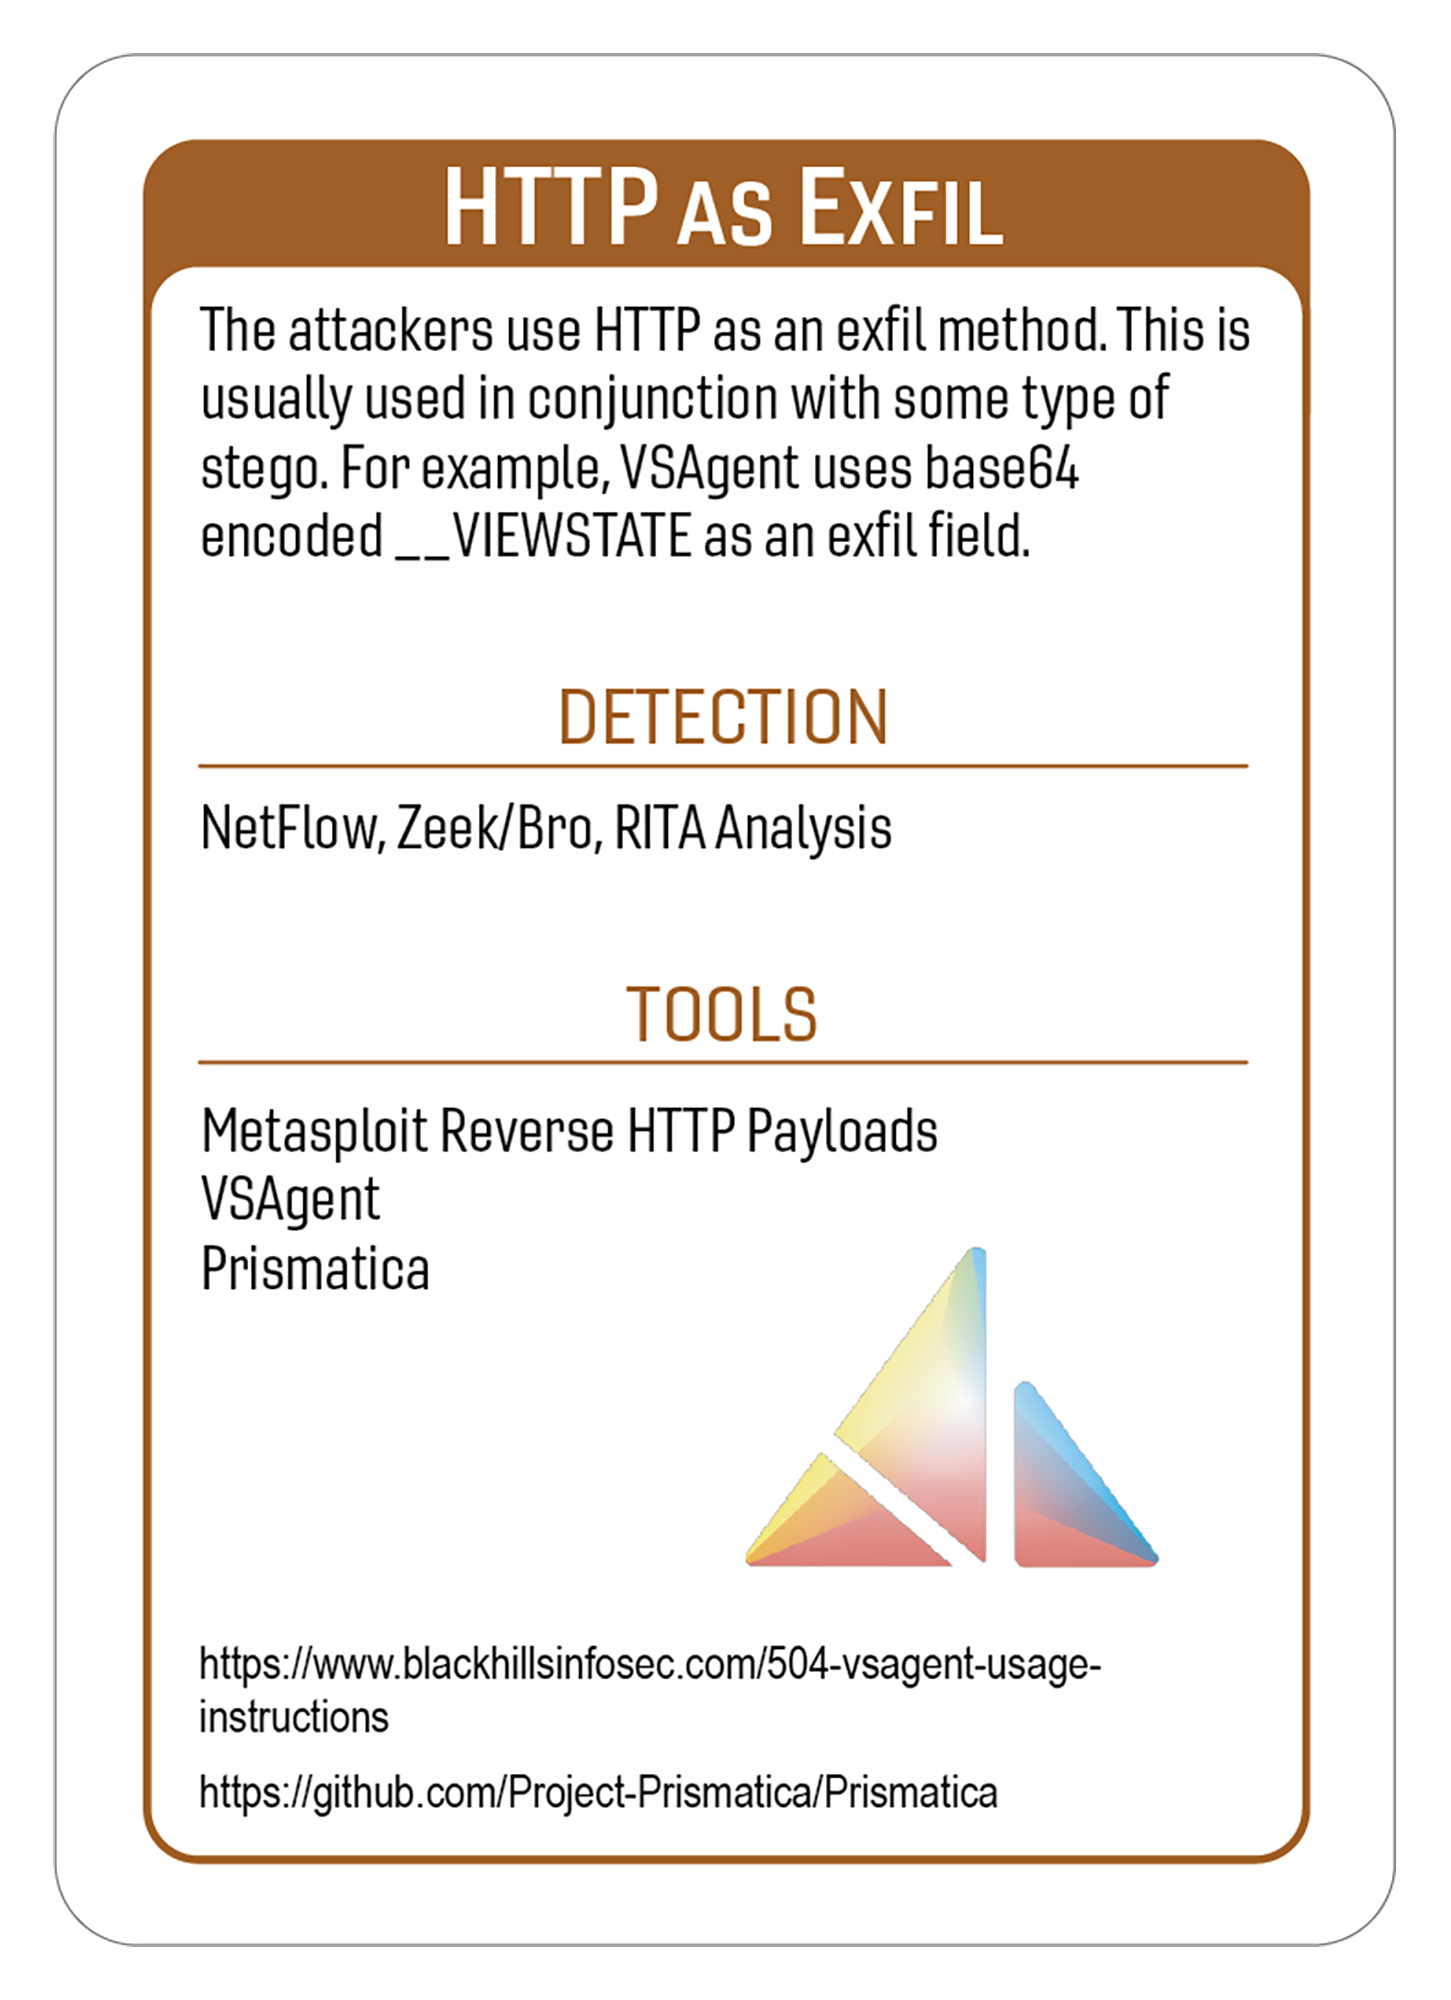 HTTP as Exfil
The attackers use HTTP as an exfil method. This is
usually used in conjunction with some type of
stego. For example, VSAgent uses base64
encoded __VIEWSTATE as an exfil field.
DETECTION
NetFlow, Zeek/Bro, RITA Analysis
TOOLS
Metasploit Reverse HTTP Payloads
VSAgent
Prismatica
https://www.blackhillsinfosec.com/504-vsagent-usage-
instructions
https://github.com/Project-Prismatica/Prismatica